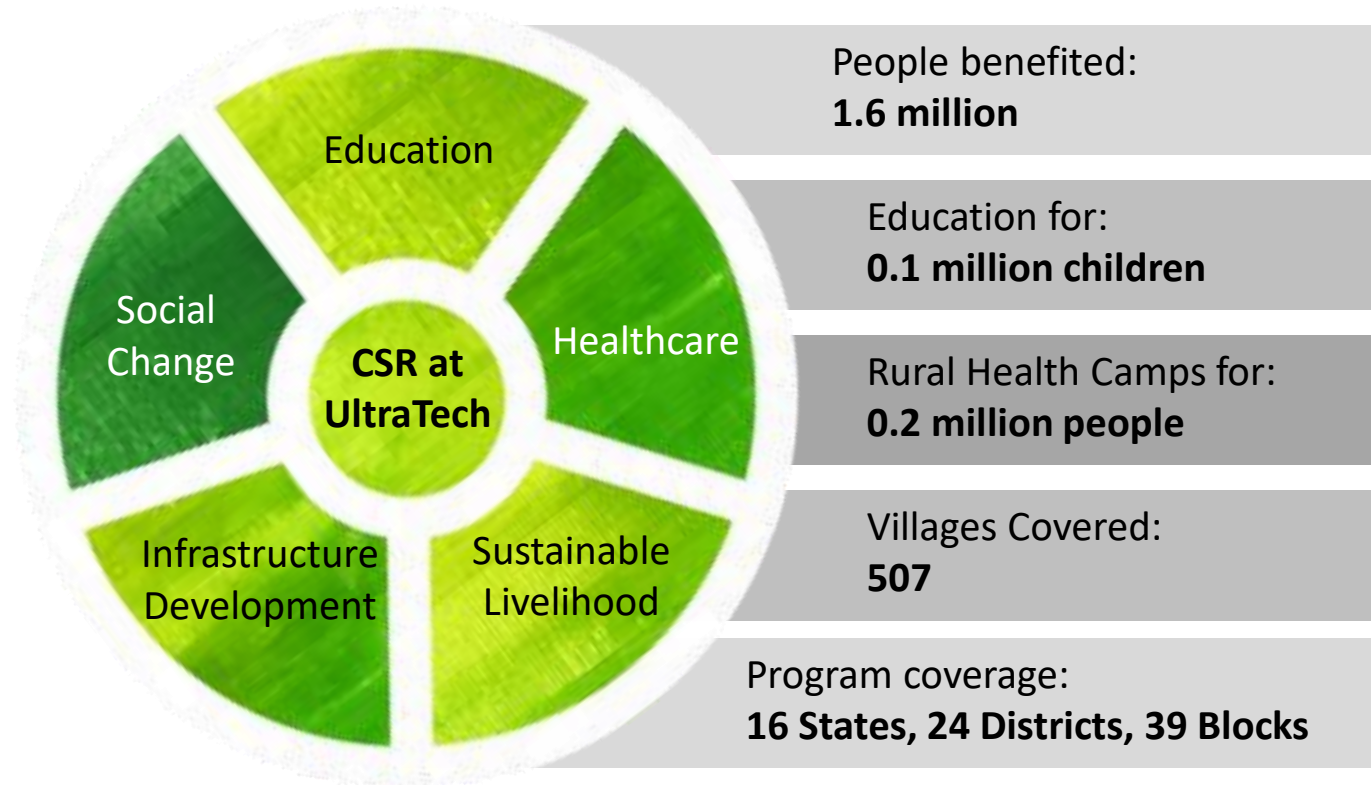 Education
Healthcare
Sustainable
Livelihood
Infrastructure
Development
Social
Change
CSR at
UltraTech
People benefited:
1.6 million
Education for:
0.1 million children
Rural Health Camps for:
0.2 million people
Villages Covered:
507
Program coverage:
16 States, 24 Districts, 39 Blocks